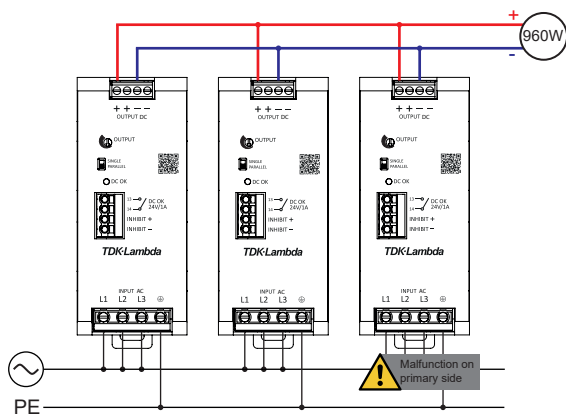 +
960W
-
+ + − −
OUTPUT DC
OUTPUT
SINGLE
PARALLEL
DC OK
13
14
DC OK
24V/1A
INHIBIT +
INHIBIT −
TDK·Lambda
INPUT AC
L1 L2 L3
+ + − −
OUTPUT DC
OUTPUT
SINGLE
PARALLEL
DC OK
13
14
DC OK
24V/1A
INHIBIT +
INHIBIT −
TDK·Lambda
INPUT AC
L1 L2 L3
+ + − −
OUTPUT DC
OUTPUT
SINGLE
PARALLEL
DC OK
13
14
DC OK
24V/1A
INHIBIT +
INHIBIT −
TDK·Lambda
INPUT AC
L1 L2 L3
Malfunction on
primary side
PE